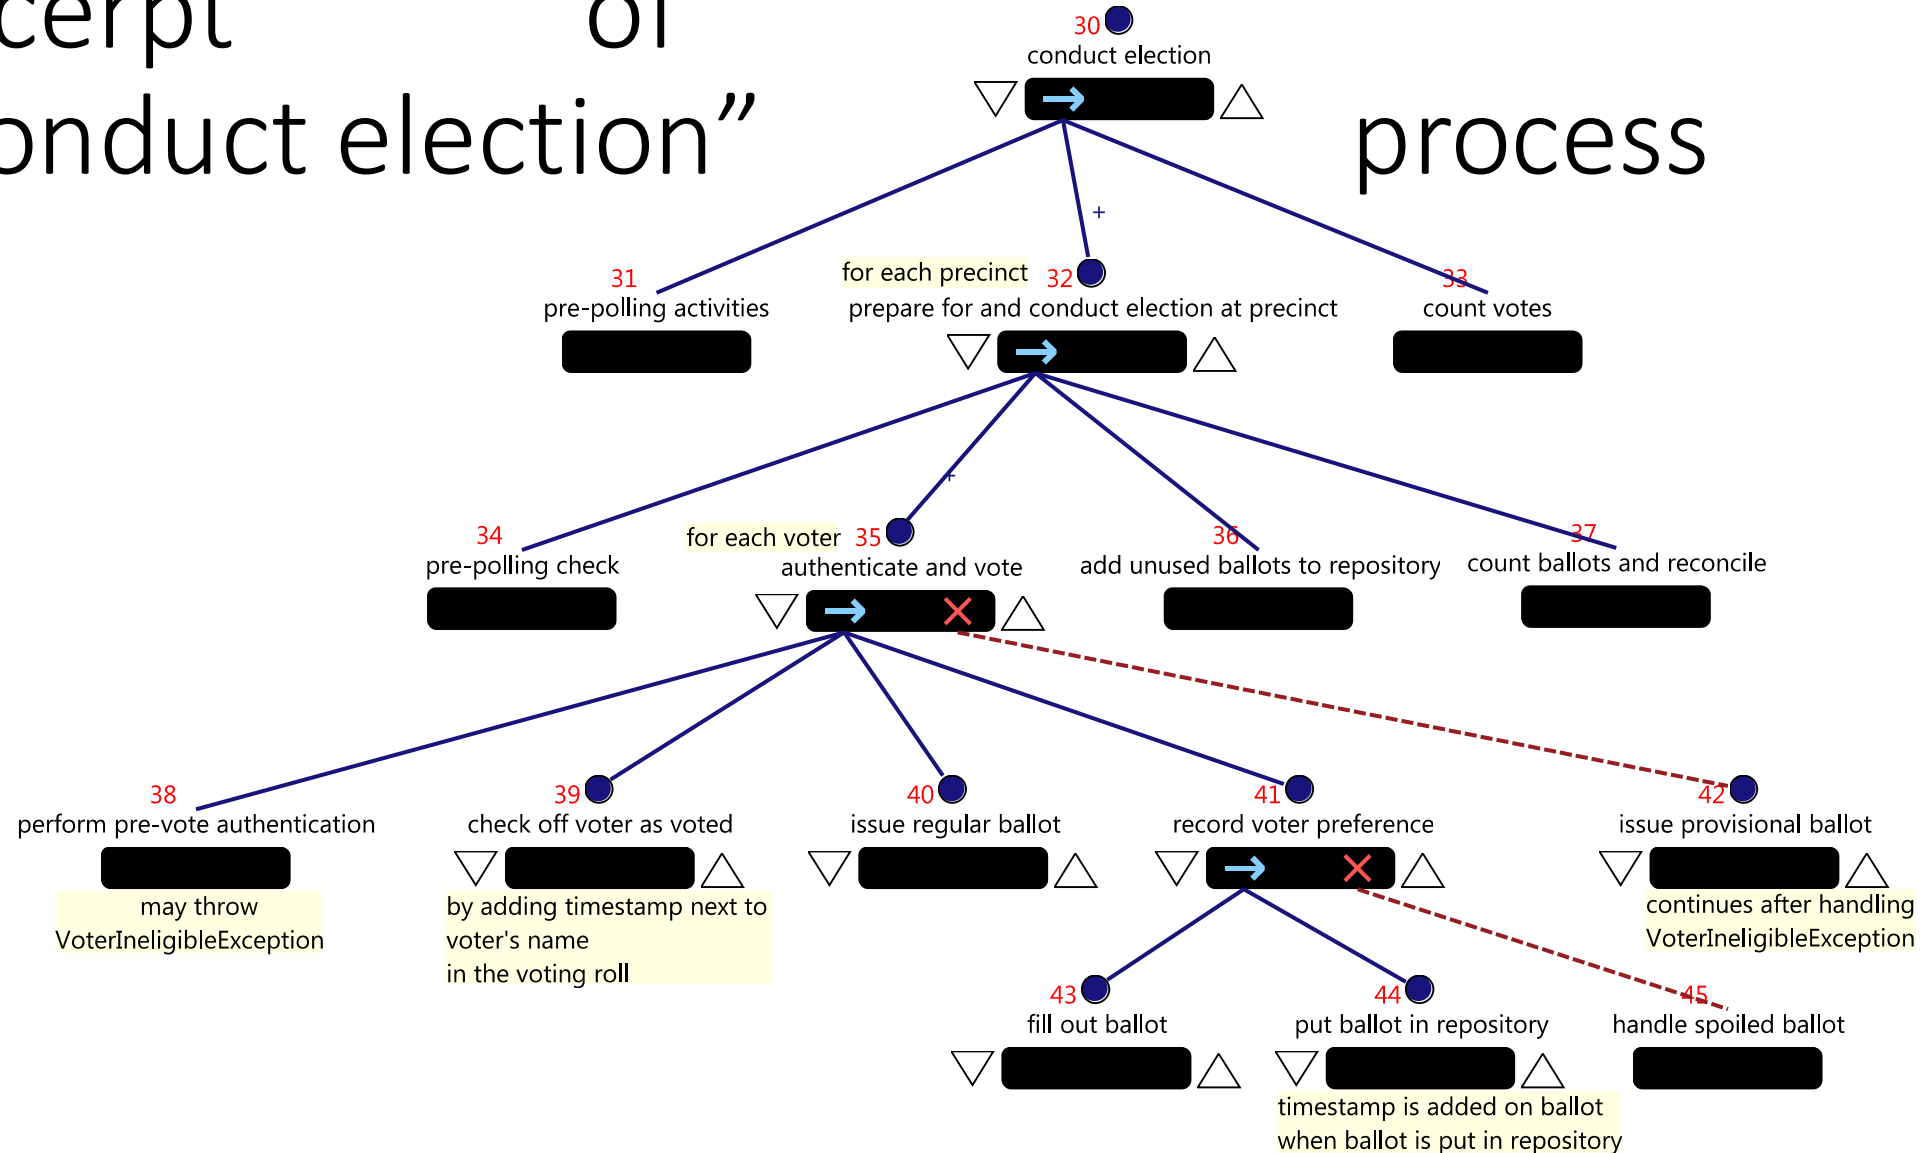 cerpt of
onduct election” process
30
conduct election
+
31
pre-polling activities
for each precinct 32
prepare for and conduct election at precinct
33
count votes
+
34
pre-polling check
for each voter 35
authenticate and vote
36
add unused ballots to repository
37
count ballots and reconcile
38
perform pre-vote authentication
may throw
VoterIneligibleException
39
check off voter as voted
by adding timestamp next to
voter's name
in the voting roll
40
issue regular ballot
41
record voter preference
42
issue provisional ballot
continues after handling
VoterIneligibleException
43
fill out ballot
44
put ballot in repository
timestamp is added on ballot
when ballot is put in repository
45
handle spoiled ballot